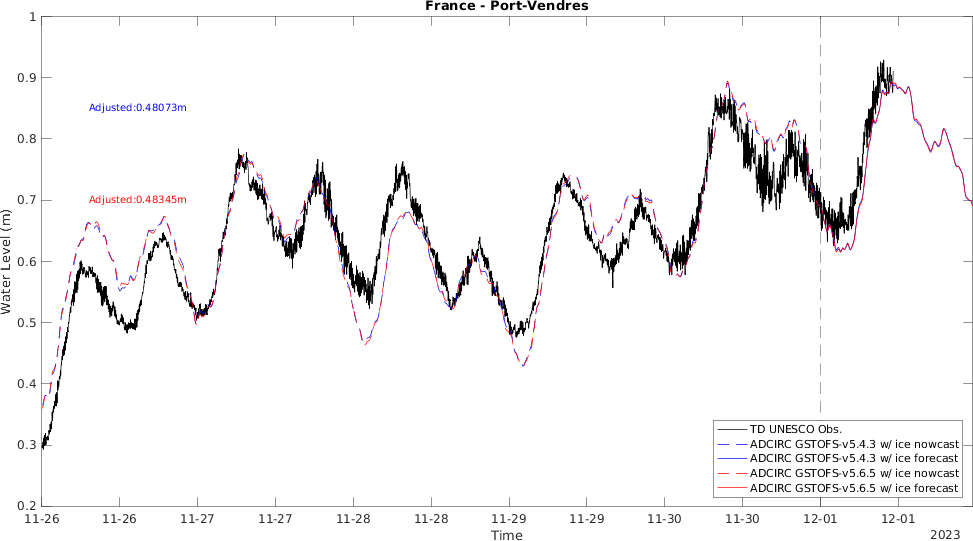 France - Port-Vendres
1
0.9
0.8
0.7
0.6
0.5
0.4
0.3
0.2
Water Level (m)
Adjusted:0.48073m
Adjusted:0.48345m
TD UNESCO Obs.
ADCIRC GSTOFS-v5.4.3 w/ ice nowcast
ADCIRC GSTOFS-v5.4.3 w/ ice forecast
ADCIRC GSTOFS-v5.6.5 w/ ice nowcast
ADCIRC GSTOFS-v5.6.5 w/ ice forecast
11-26 11-26 11-27 11-27 11-28 11-28 11-29 11-29 11-30 11-30 12-01 12-01
Time
2023